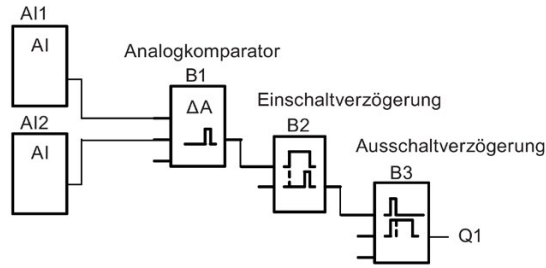 AI1
AI
Analogkomparator
B1
ΔA
AI2
AI
Einschaltverzögerung
B2
Ausschaltverzögerung
B3
Q1